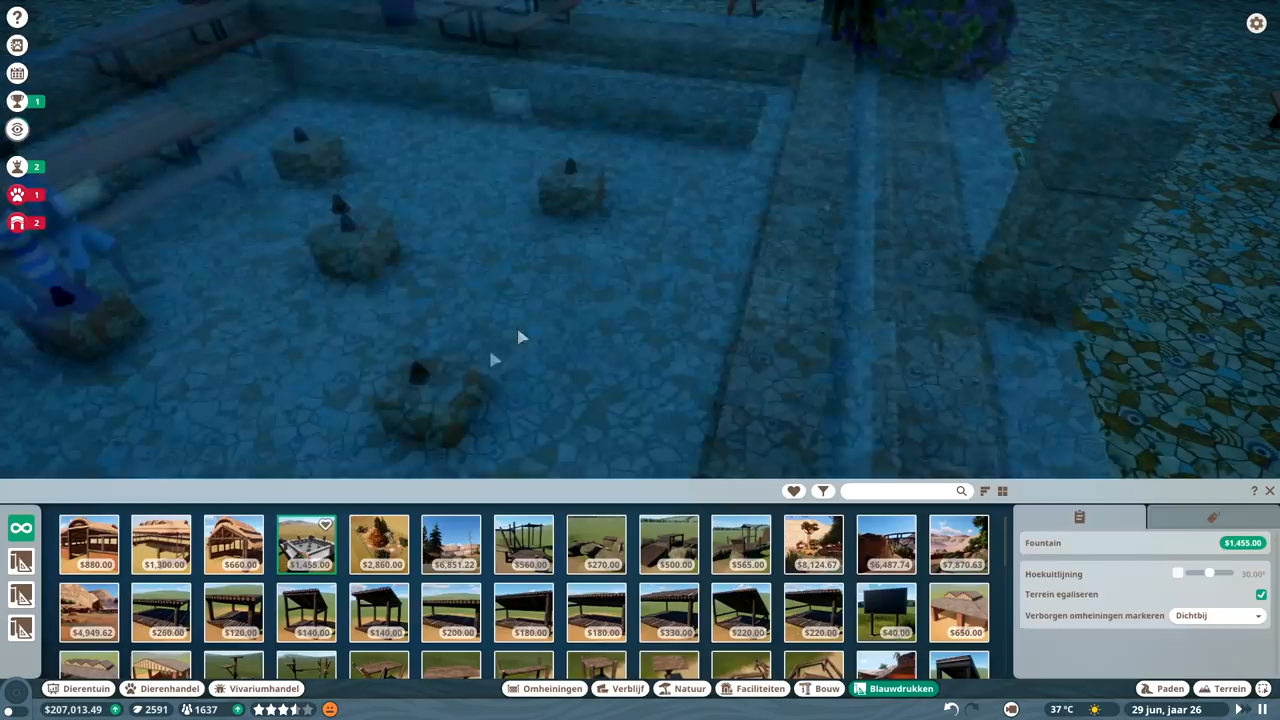 ?
1
2
1
2
?
$880.00 $1,300.00 $660.00 $1,455.00 $2,860.00 $6,851.22 $560.00 $270.00 $500.00 $565.00 $8,124.67 $6,487.74 $7,870.63
$4,949.62 $260.00 $120.00 $140.00 $140.00 $200.00 $180.00 $180.00 $330.00 $220.00 $220.00 $40.00 $650.00
Fountain $1,455.00
Hoekuitlijning 30.00°
Terrein egaliseren
Verborgen omheiningen markeren Dichtbij
Dierentuin Dierenhandel Vivariumhandel Omheiningen Verblijf Natuur Faciliteiten Bouw Blauwdrukken Paden Terrein
$207,013.49 2591 1637 37 °C 29 jun, jaar 26